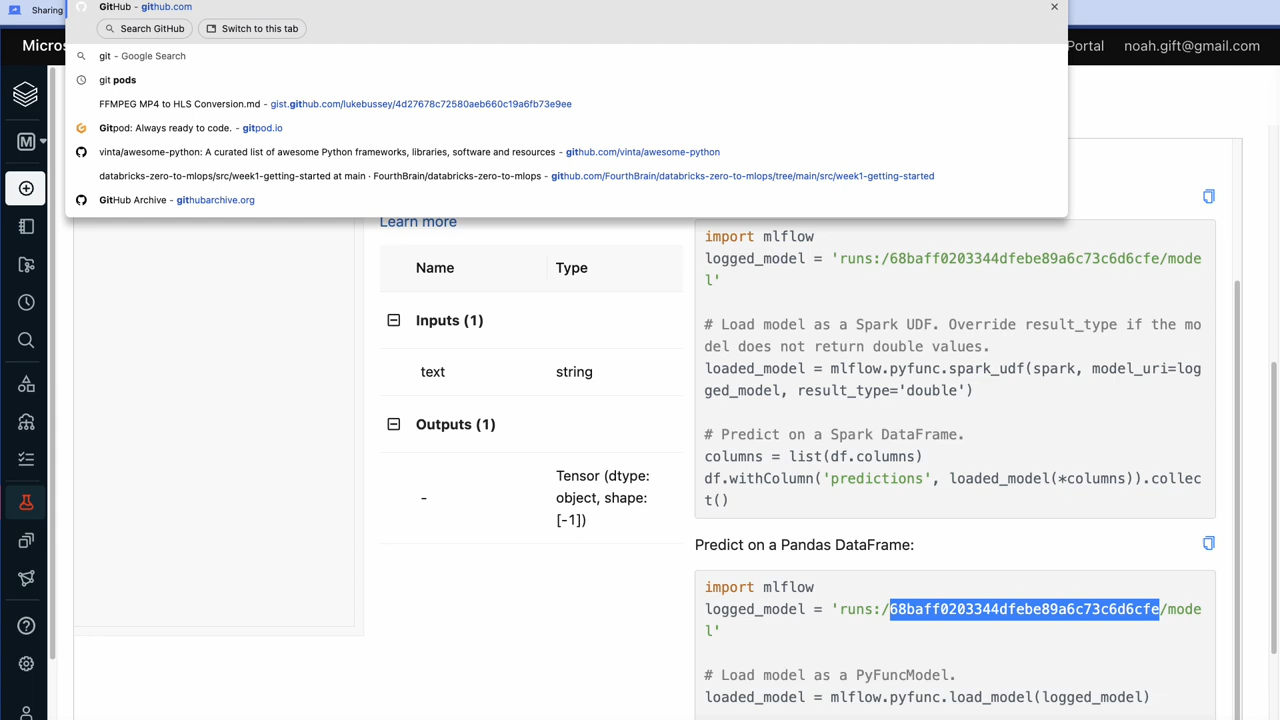 Sharing
GitHub - github.com
Search GitHub
Switch to this tab
git - Google Search
git pods
FFMPEG MP4 to HLS Conversion.md - gist.github.com/lukebussey/4d27678c72580aeb660c19a6fb73e9ee
Gitpod: Always ready to code. - gitpod.io
vinta/awesome-python: A curated list of awesome Python frameworks, libraries, software and resources - github.com/vinta/awesome-python
databricks-zero-to-mlops/src/week1-getting-started at main · FourthBrain/databricks-zero-to-mlops - github.com/FourthBrain/databricks-zero-to-mlops/tree/main/src/week1-getting-started
GitHub Archive - githubarchive.org
Micros
Portal
noah.gift@gmail.com
M
Learn more
Name Type
Inputs (1)
text string
Outputs (1)
-
Tensor (dtype:
object, shape:
[-1])
import mlflow
logged_model = 'runs:/68baff0203344dfebe89a6c73c6d6cfe/mode
l'
# Load model as a Spark UDF. Override result_type if the mo
del does not return double values.
loaded_model = mlflow.pyfunc.spark_udf(spark, model_uri=log
ged_model, result_type='double')
# Predict on a Spark DataFrame.
columns = list(df.columns)
df.withColumn('predictions', loaded_model(*columns)).collec
t()
Predict on a Pandas DataFrame:
import mlflow
logged_model = 'runs:/68baff0203344dfebe89a6c73c6d6cfe/mode
l'
# Load model as a PyFuncModel.
loaded_model = mlflow.pyfunc.load_model(logged_model)